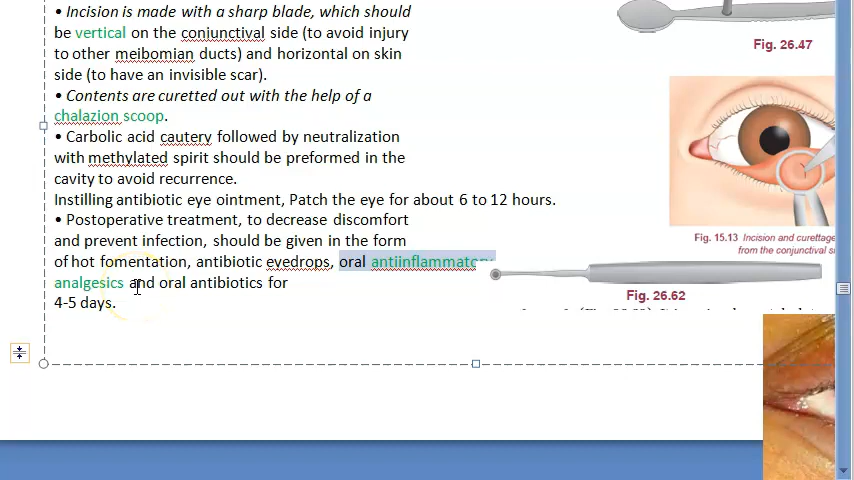 • Incision is made with a sharp blade, which should
be vertical on the conjunctival side (to avoid injury
to other meibomian ducts) and horizontal on skin
side (to have an invisible scar).
• Contents are curetted out with the help of a
chalazion scoop.
• Carbolic acid cautery followed by neutralization
with methylated spirit should be preformed in the
cavity to avoid recurrence.
Instilling antibiotic eye ointment, Patch the eye for about 6 to 12 hours.
• Postoperative treatment, to decrease discomfort
and prevent infection, should be given in the form
of hot fomentation, antibiotic eyedrops, oral antiinflammatory
analgesics and oral antibiotics for
4-5 days.
Fig. 26.47
Fig. 15.13 Incision and curettage
from the conjunctival s
Fig. 26.62